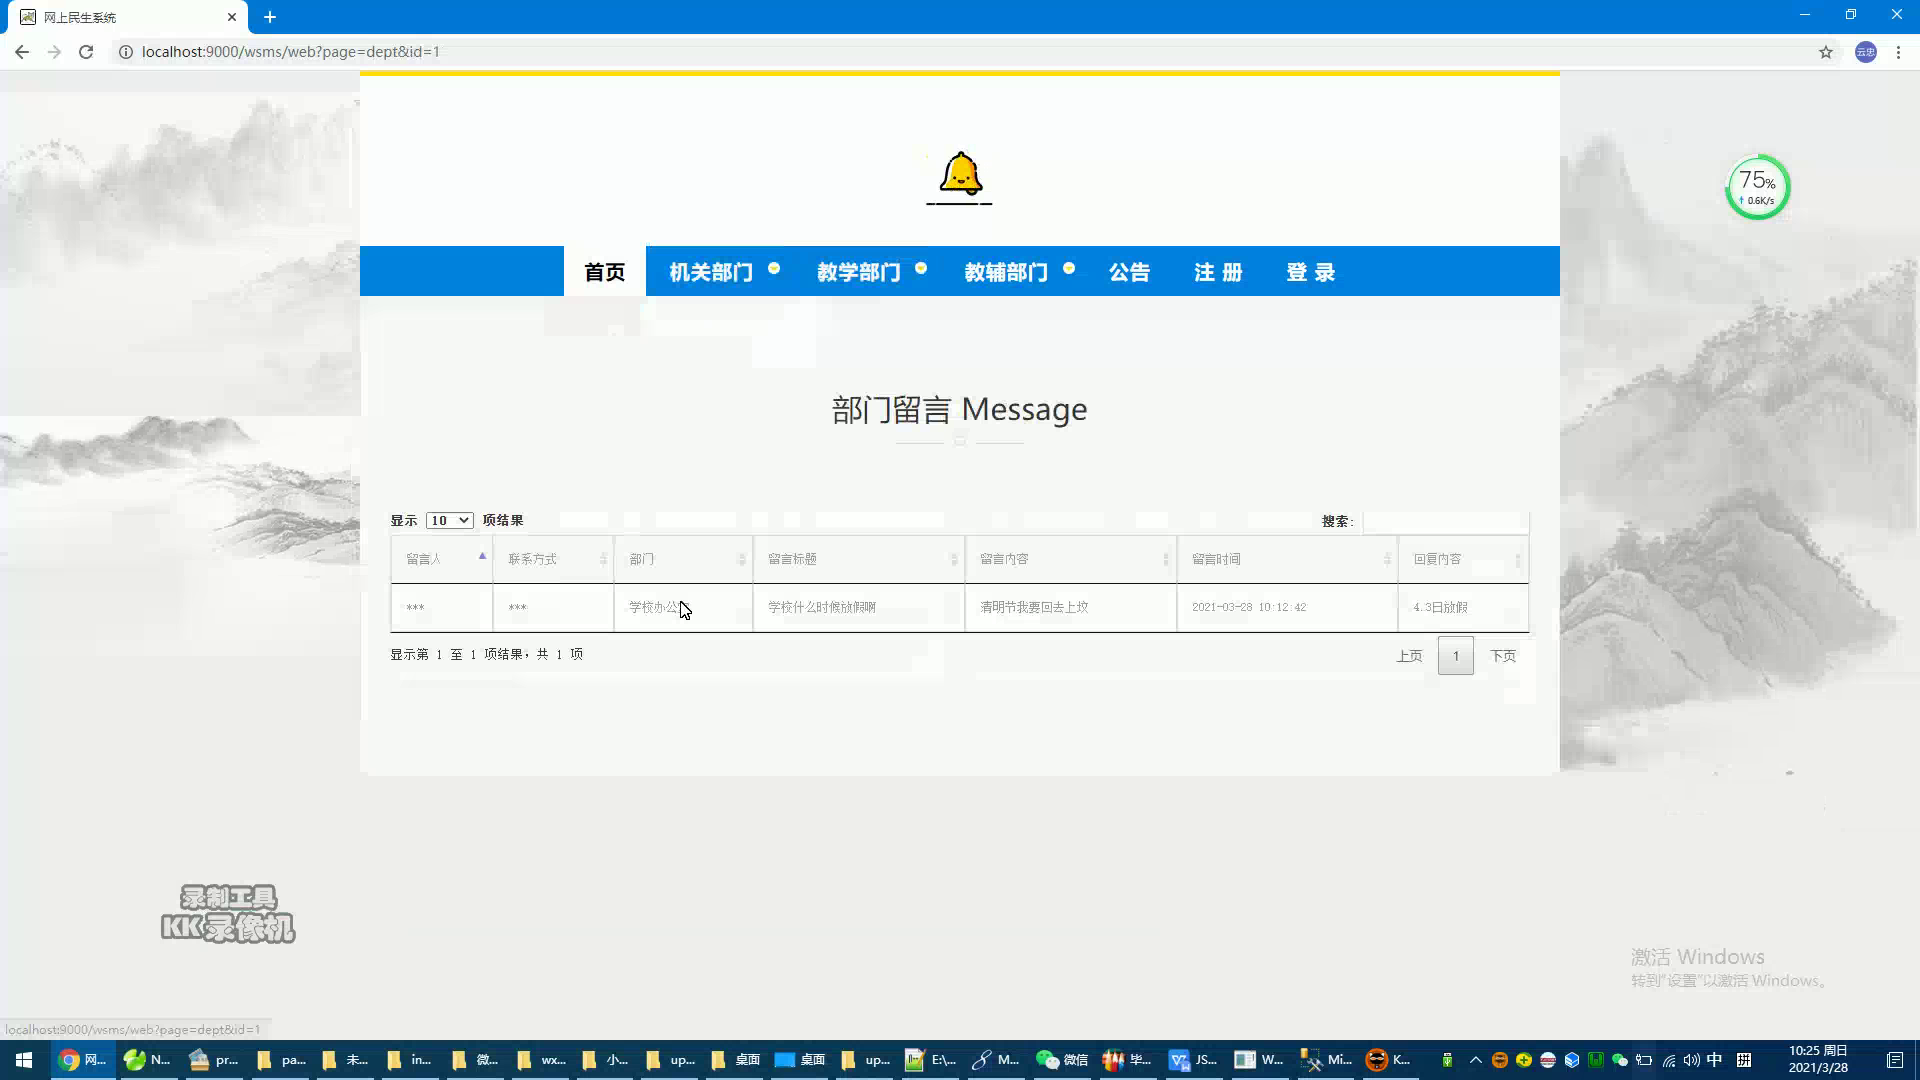 网上民生系统
localhost:9000/wsms/web?page=dept&id=1
云忠
75%
0.6K/s
首页 机关部门 教学部门 教辅部门 公告 注 册 登 录
部门留言 Message
显示 10 项结果 搜索:
留言人 联系方式 部门 留言标题 留言内容 留言时间 回复内容
*** *** 学校办公 学校什么时候放假啊 清明节我要回去上坟 2021-03-28 10:12:42 4.3日放假
显示第 1 至 1 项结果，共 1 项 上页 1 下页
录制工具
KK录像机
激活 Windows
转到“设置”以激活 Windows。
localhost:9000/wsms/web?page=dept&id=1
网... N... pr... pa... 未... in... 微... wx... 小... up... 桌面 桌面 up... E:\... M... 微信 毕... JS... W... Mi... K... 中 拼 10:25 周日
2021/3/28